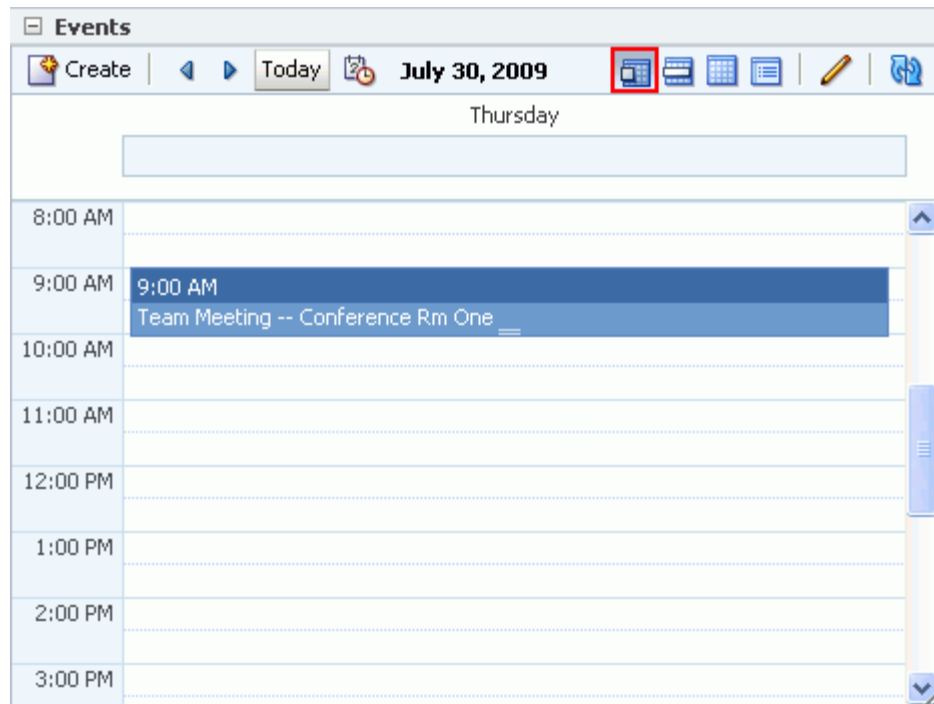 Events
Create Today July 30, 2009
Thursday
8:00 AM
9:00 AM 9:00 AM
Team Meeting -- Conference Rm One
10:00 AM
11:00 AM
12:00 PM
1:00 PM
2:00 PM
3:00 PM